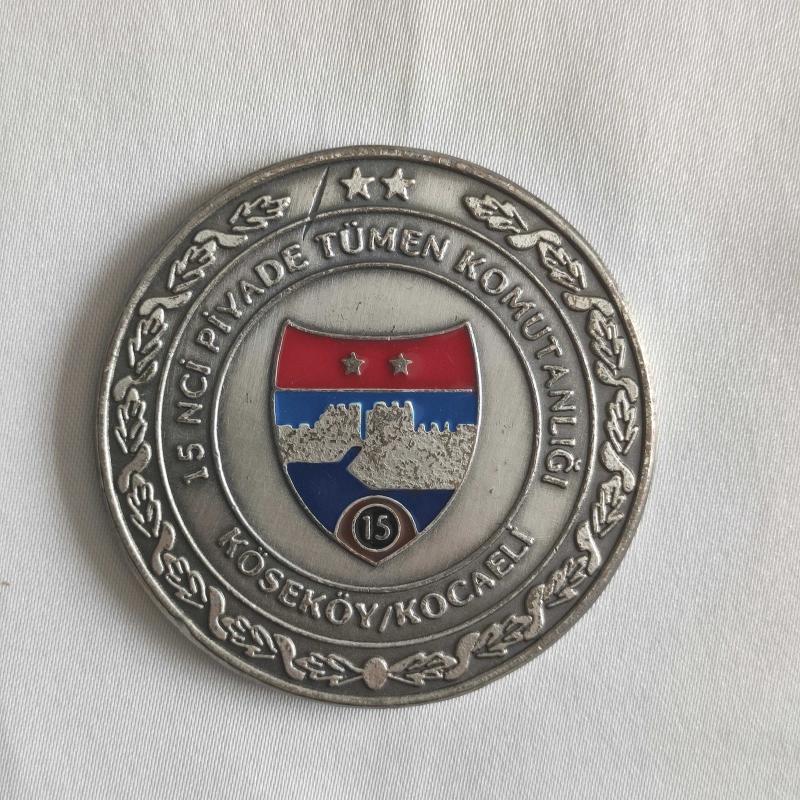 15 NCİ PİYADE TÜMEN KOMUTANLIĞI
15
KÖSEKÖY/KOCAELİ